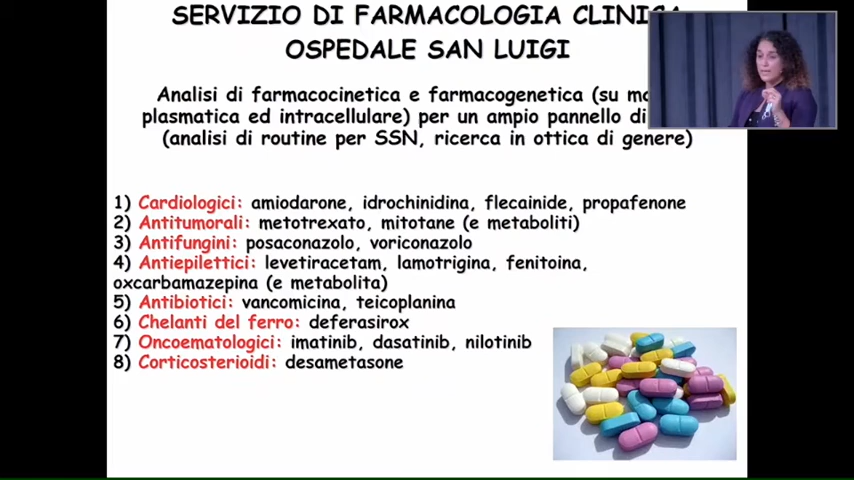 SERVIZIO DI FARMACOLOGIA CLINICA
OSPEDALE SAN LUIGI
Analisi di farmacocinetica e farmacogenetica (su
plasmatica ed intracellulare) per un ampio pannello di
(analisi di routine per SSN, ricerca in ottica di genere)
1) Cardiologici: amiodarone, idrochinidina, flecainide, propafenone
2) Antitumorali: metotrexato, mitotane (e metaboliti)
3) Antifungini: posaconazolo, voriconazolo
4) Antiepilettici: levetiracetam, lamotrigina, fenitoina,
oxcarbamazepina (e metabolita)
5) Antibiotici: vancomicina, teicoplanina
6) Chelanti del ferro: deferasirox
7) Oncoematologici: imatinib, dasatinib, nilotinib
8) Corticosterioidi: desametasone